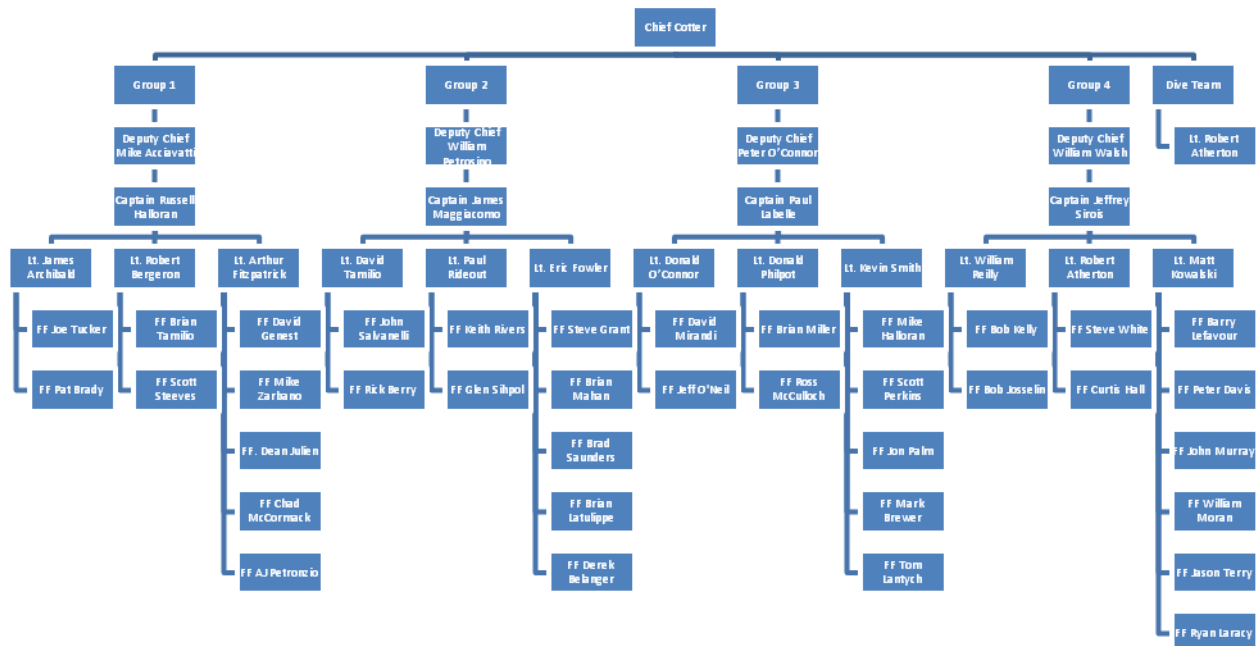 Chief Cotter
Group 1
Group 2
Group 3
Group 4
Dive Team
Deputy Chief
Mike Acciavatti
Deputy Chief
William
Petrosino
Deputy Chief
Peter O'Connor
Deputy Chief
William Walsh
Lt. Robert
Atherton
Captain Russell
Halloran
Captain James
Maggiacomo
Captain Paul
Labelle
Captain Jeffrey
Sirois
Lt. James
Archibald
Lt. Robert
Bergeron
Lt. Arthur
Fitzpatrick
Lt. David
Tamilio
Lt. Paul
Rideout
Lt. Eric Fowler
Lt. Donald
O'Connor
Lt. Donald
Philpot
Lt. Kevin Smith
Lt. William
Reilly
Lt. Robert
Atherton
Lt. Matt
Kowalski
FF Joe Tucker
FF Brian
Tamilio
FF David
Genest
FF John
Salvanelli
FF Keith Rivers
FF Steve Grant
FF David
Mirandi
FF Brian Miller
FF Mike
Halloran
FF Bob Kelly
FF Steve White
FF Barry
Lefavour
FF Pat Brady
FF Scott
Steeves
FF Mike
Zarbano
FF Rick Berry
FF Glen Sihpol
FF Brian
Mahan
FF Jeff O'Neil
FF Ross
McCulloch
FF Scott
Perkins
FF Bob Josselin
FF Curtis Hall
FF Peter Davis
FF. Dean Julien
FF Brad
Saunders
FF Jon Palm
FF John Murray
FF Chad
McCormack
FF Brian
Latulippe
FF Mark
Brewer
FF William
Moran
FF AJ Petronzio
FF Derek
Belanger
FF Tom
Lantych
FF Jason Terry
FF Ryan Laracy